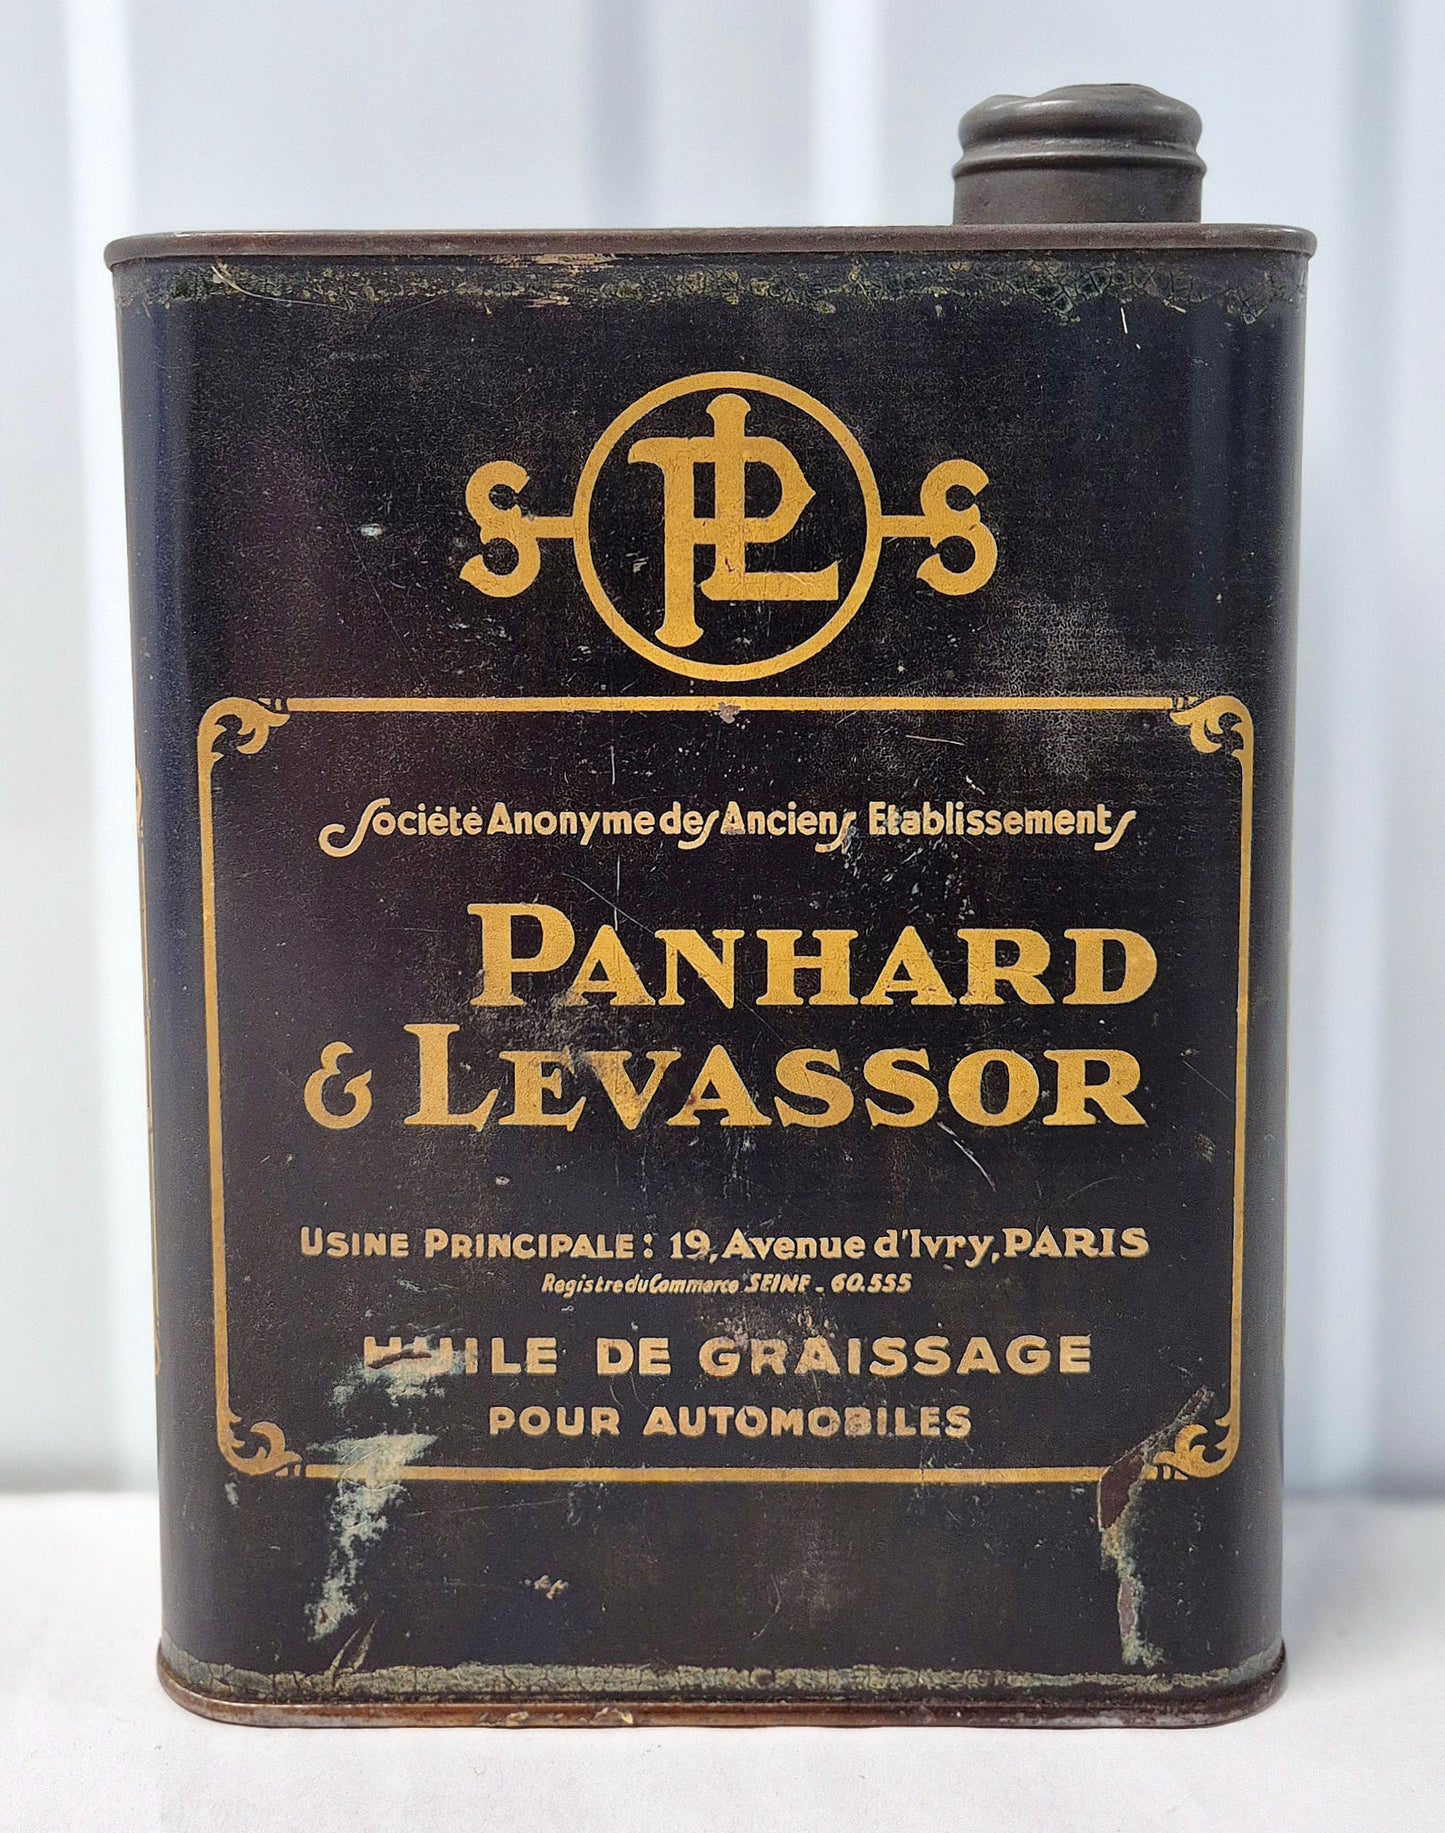 S PL S
Société Anonyme des Anciens Etablissements
PANHARD
& LEVASSOR
USINE PRINCIPALE: 19, Avenue d'Ivry, PARIS
Registre du Commerce SEINE - 60.555
HUILE DE GRAISSAGE
POUR AUTOMOBILES